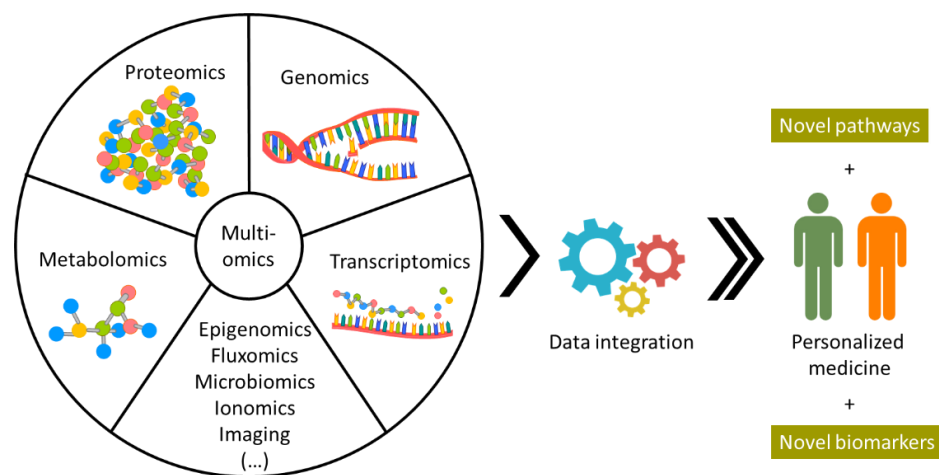 Proteomics
Genomics
Metabolomics
Multi-
omics
Transcriptomics
Epigenomics
Fluxomics
Microbiomics
Ionomics
Imaging
(...)
Data integration
Novel pathways
+
Personalized
medicine
+
Novel biomarkers